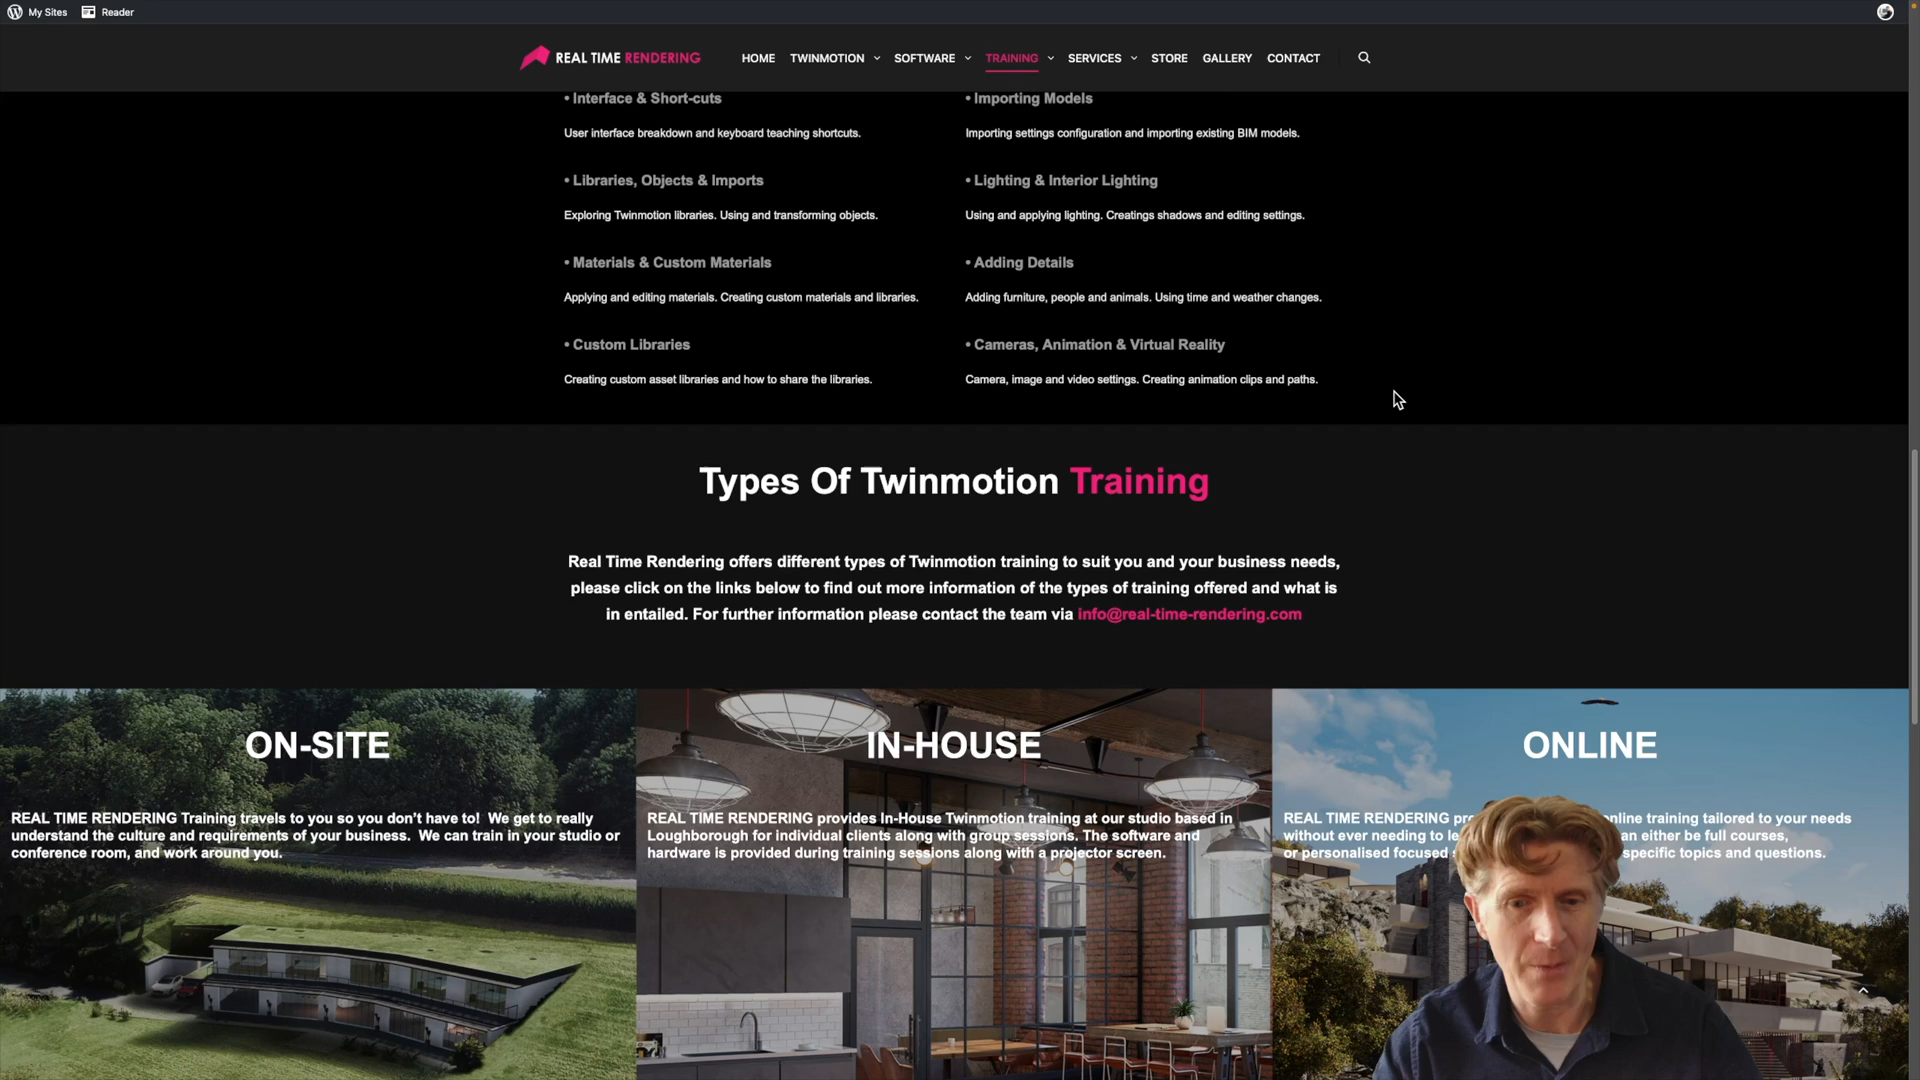 My Sites Reader
REAL TIME RENDERING HOME TWINMOTION SOFTWARE TRAINING SERVICES STORE GALLERY CONTACT
• Interface & Short-cuts
User interface breakdown and keyboard teaching shortcuts.
• Importing Models
Importing settings configuration and importing existing BIM models.
• Libraries, Objects & Imports
Exploring Twinmotion libraries. Using and transforming objects.
• Lighting & Interior Lighting
Using and applying lighting. Creatings shadows and editing settings.
• Materials & Custom Materials
Applying and editing materials. Creating custom materials and libraries.
• Adding Details
Adding furniture, people and animals. Using time and weather changes.
• Custom Libraries
Creating custom asset libraries and how to share the libraries.
• Cameras, Animation & Virtual Reality
Camera, image and video settings. Creating animation clips and paths.
Types Of Twinmotion Training
Real Time Rendering offers different types of Twinmotion training to suit you and your business needs,
please click on the links below to find out more information of the types of training offered and what is
in entailed. For further information please contact the team via info@real-time-rendering.com
ON-SITE
REAL TIME RENDERING Training travels to you so you don't have to! We get to really
understand the culture and requirements of your business. We can train in your studio or
conference room, and work around you.
IN-HOUSE
REAL TIME RENDERING provides In-House Twinmotion training at our studio based in
Loughborough for individual clients along with group sessions. The software and
hardware is provided during training sessions along with a projector screen.
ONLINE
REAL TIME RENDERING online training tailored to your needs
without ever needing to can either be full courses,
or personalised focused specific topics and questions.